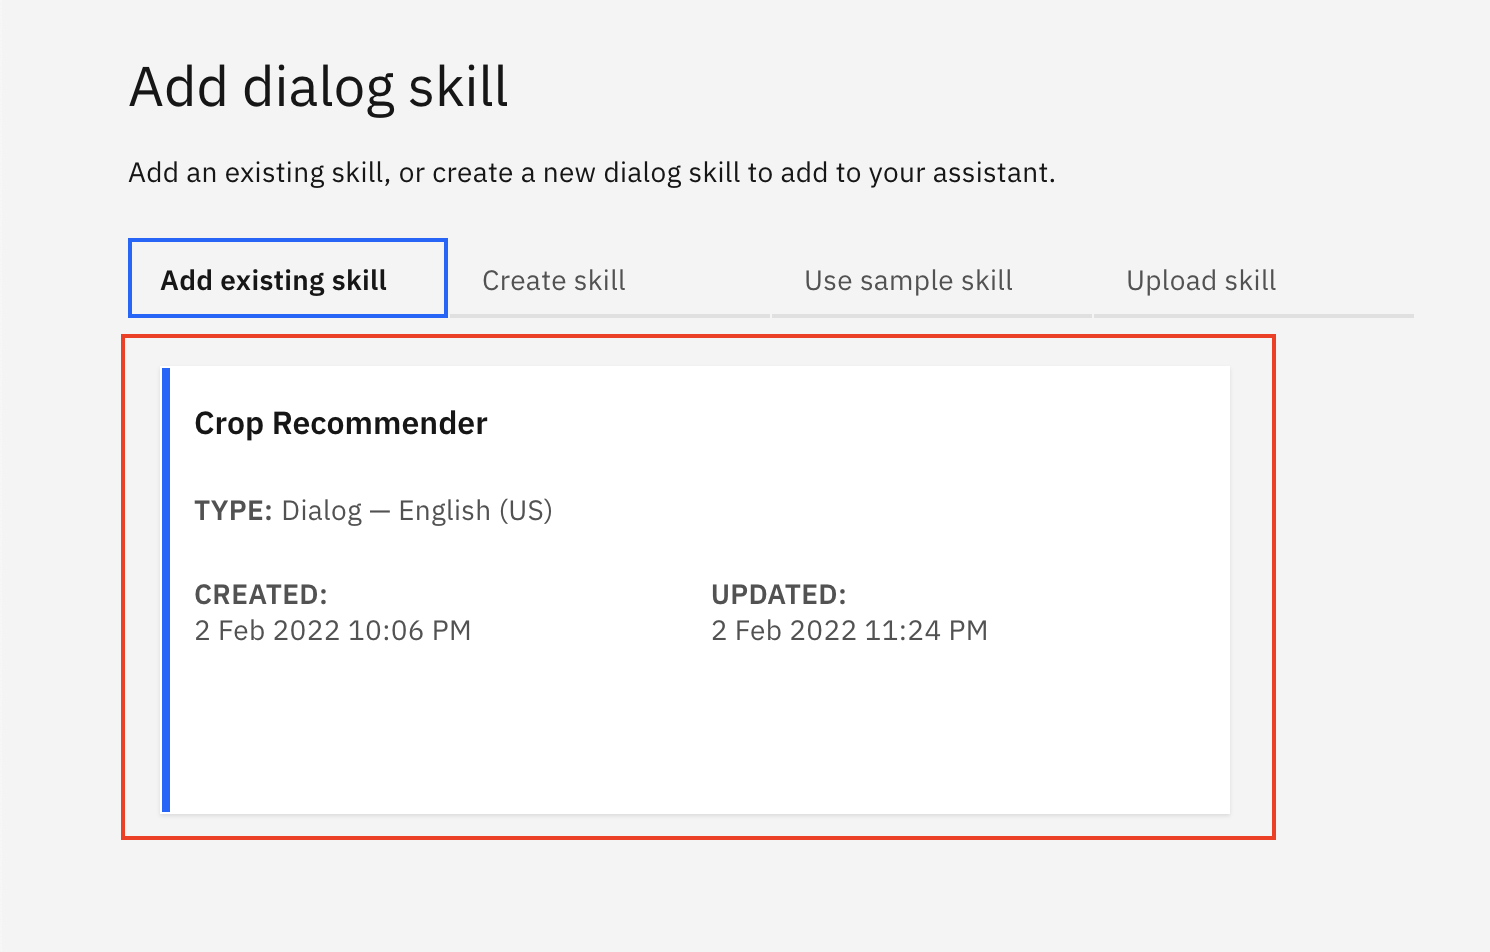 Add dialog skill
Add an existing skill, or create a new dialog skill to add to your assistant.
Add existing skill
Create skill
Use sample skill
Upload skill
Crop Recommender
TYPE: Dialog — English (US)
CREATED:
2 Feb 2022 10:06 PM
UPDATED:
2 Feb 2022 11:24 PM